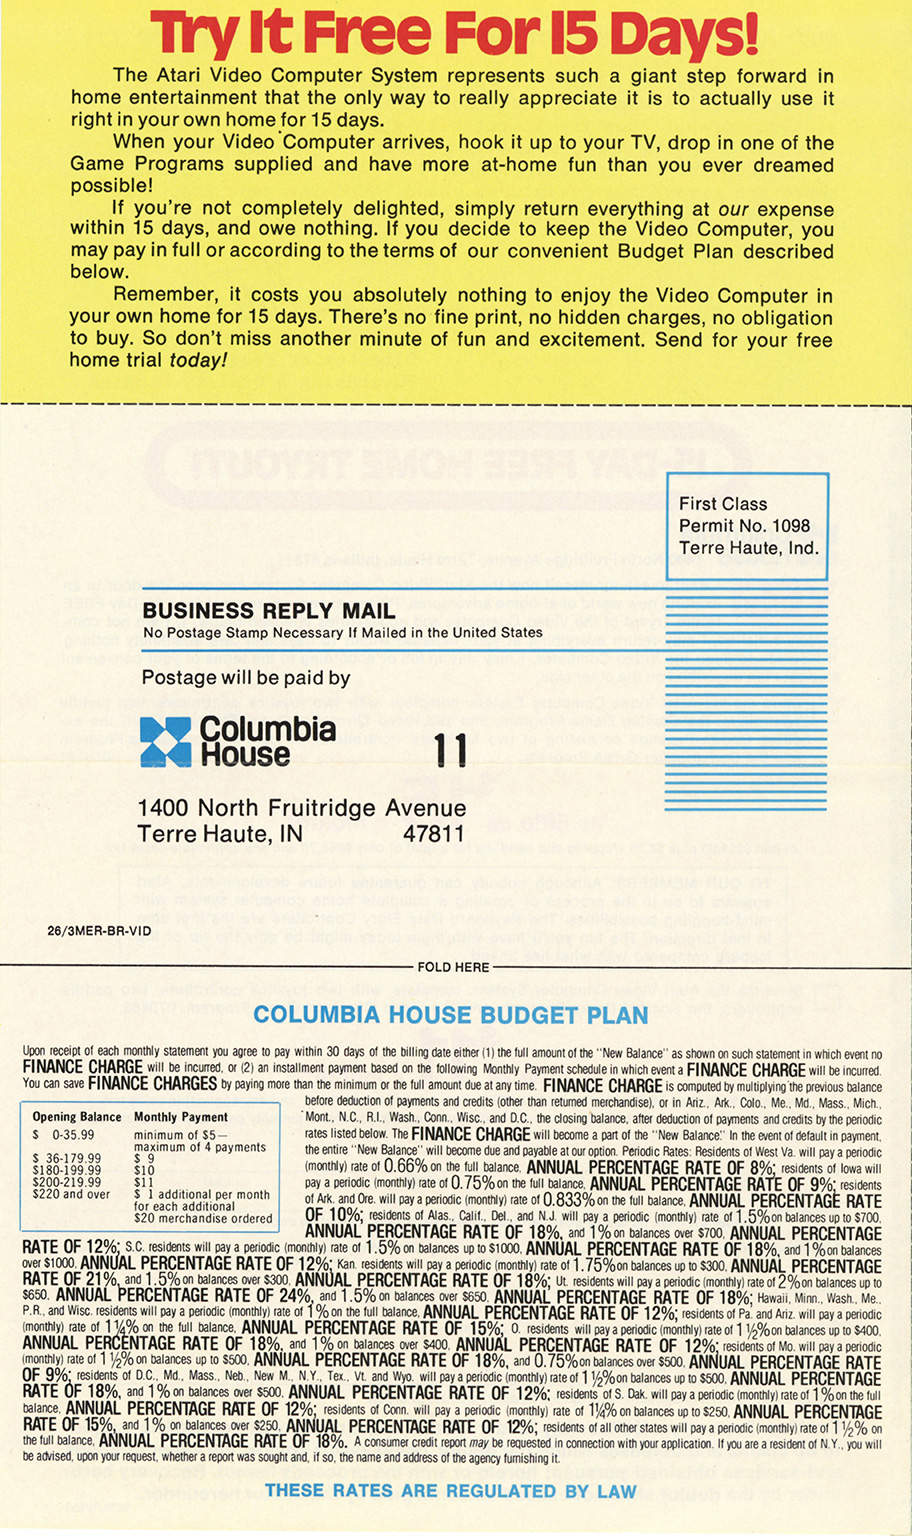 Try It Free For 15 Days!
The Atari Video Computer System represents such a giant step forward in
home entertainment that the only way to really appreciate it is to actually use it
right in your own home for 15 days.
When your Video Computer arrives, hook it up to your TV, drop in one of the
Game Programs supplied and have more at-home fun than you ever dreamed
possible!
If you're not completely delighted, simply return everything at our expense
within 15 days, and owe nothing. If you decide to keep the Video Computer, you
may pay in full or according to the terms of our convenient Budget Plan described
below.
Remember, it costs you absolutely nothing to enjoy the Video Computer in
your own home for 15 days. There's no fine print, no hidden charges, no obligation
to buy. So don't miss another minute of fun and excitement. Send for your free
home trial today!
First Class
Permit No. 1098
Terre Haute, Ind.
BUSINESS REPLY MAIL
No Postage Stamp Necessary If Mailed in the United States
Postage will be paid by
Columbia
House 11
1400 North Fruitridge Avenue
Terre Haute, IN 47811
26/3MER-BR-VID
FOLD HERE
COLUMBIA HOUSE BUDGET PLAN
Upon receipt of each monthly statement you agree to pay within 30 days of the billing date either (1) the full amount of the "New Balance" as shown on such statement in which event no
FINANCE CHARGE will be incurred, or (2) an installment payment based on the following Monthly Payment schedule in which event a FINANCE CHARGE will be incurred.
You can save FINANCE CHARGES by paying more than the minimum or the full amount due at any time. FINANCE CHARGE is computed by multiplying the previous balance
before deduction of payments and credits (other than returned merchandise), or in Ariz., Ark., Colo., Me., Md., Mass., Mich.,
Mont., N.C., R.I., Wash., Conn., Wisc., and D.C., the closing balance, after deduction of payments and credits by the periodic
rates listed below. The FINANCE CHARGE will become a part of the "New Balance." In the event of default in payment,
the entire "New Balance" will become due and payable at our option. Periodic Rates: Residents of West Va. will pay a periodic
(monthly) rate of 0.66% on the full balance, ANNUAL PERCENTAGE RATE OF 8%; residents of Iowa will
pay a periodic (monthly) rate of 0.75% on the full balance, ANNUAL PERCENTAGE RATE OF 9%; residents
of Ark. and Ore. will pay a periodic (monthly) rate of 0.833% on the full balance, ANNUAL PERCENTAGE RATE
OF 10%; residents of Alas., Calif., Del., and N.J. will pay a periodic (monthly) rate of 1.5% on balances up to $700,
ANNUAL PERCENTAGE RATE OF 18%, and 1% on balances over $700, ANNUAL PERCENTAGE
Opening Balance Monthly Payment
$ 0-35.99 minimum of $5—
maximum of 4 payments
$ 36-179.99 $ 9
$180-199.99 $10
$200-219.99 $11
$220 and over $ 1 additional per month
for each additional
$20 merchandise ordered
RATE OF 12%; S.C. residents will pay a periodic (monthly) rate of 1.5% on balances up to $1000, ANNUAL PERCENTAGE RATE OF 18%, and 1% on balances
over $1000, ANNUAL PERCENTAGE RATE OF 12%; Kan. residents will pay a periodic (monthly) rate of 1.75% on balances up to $300, ANNUAL PERCENTAGE
RATE OF 21%, and 1.5% on balances over $300, ANNUAL PERCENTAGE RATE OF 18%; Ut. residents will pay a periodic (monthly) rate of 2% on balances up to
$650, ANNUAL PERCENTAGE RATE OF 24%, and 1.5% on balances over $650, ANNUAL PERCENTAGE RATE OF 18%; Hawaii, Minn., Wash., Me.,
P.R., and Wisc. residents will pay a periodic (monthly) rate of 1% on the full balance, ANNUAL PERCENTAGE RATE OF 12%; residents of Pa. and Ariz. will pay a periodic
(monthly) rate of 1¼% on the full balance, ANNUAL PERCENTAGE RATE OF 15%; O. residents will pay a periodic (monthly) rate of 1½% on balances up to $400,
ANNUAL PERCENTAGE RATE OF 18%, and 1% on balances over $400, ANNUAL PERCENTAGE RATE OF 12%; residents of Mo. will pay a periodic
(monthly) rate of 1½% on balances up to $500, ANNUAL PERCENTAGE RATE OF 18%, and 0.75% on balances over $500, ANNUAL PERCENTAGE RATE
OF 9%; residents of D.C., Md., Mass., Neb., New M., N.Y., Tex., Vt. and Wyo. will pay a periodic (monthly) rate of 1½% on balances up to $500, ANNUAL PERCENTAGE
RATE OF 18%, and 1% on balances over $500, ANNUAL PERCENTAGE RATE OF 12%; residents of S. Dak. will pay a periodic (monthly) rate of 1% on the full
balance, ANNUAL PERCENTAGE RATE OF 12%; residents of Conn. will pay a periodic (monthly) rate of 1¼% on balances up to $250, ANNUAL PERCENTAGE
RATE OF 15%, and 1% on balances over $250, ANNUAL PERCENTAGE RATE OF 12%; residents of all other states will pay a periodic (monthly) rate of 1½% on
the full balance, ANNUAL PERCENTAGE RATE OF 18%. A consumer credit report may be requested in connection with your application. If you are a resident of N.Y., you will
be advised, upon your request, whether a report was sought and, if so, the name and address of the agency furnishing it.
THESE RATES ARE REGULATED BY LAW